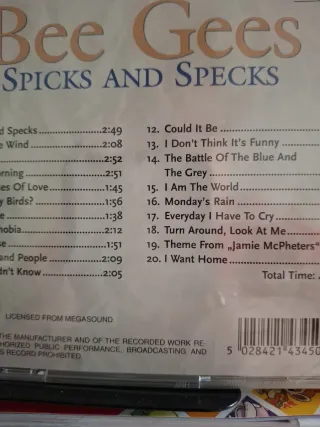 Bee Gees
SPICKS AND SPECKS
d Specks 2:49
e Wind 2:08
2:52
rning 2:51
es Of Love 1:45
y Birds? 1:56
e 1:38
hobia 2:12
se 1:51
and People 2:09
dn't Know 2:05
12. Could It Be
13. I Don't Think It's Funny
14. The Battle Of The Blue And
The Grey
15. I Am The World
16. Monday's Rain
17. Everyday I Have To Cry
18. Turn Around, Look At Me
19. Theme From „Jamie McPheters"
20. I Want Home
Total Time:
LICENSED FROM MEGASOUND
THE MANUFACTURER AND OF THE RECORDED WORK RE-
HORIZED PUBLIC PERFORMANCE, BROADCASTING AND
S RECORD PROHIBITED.
5 028421 43450